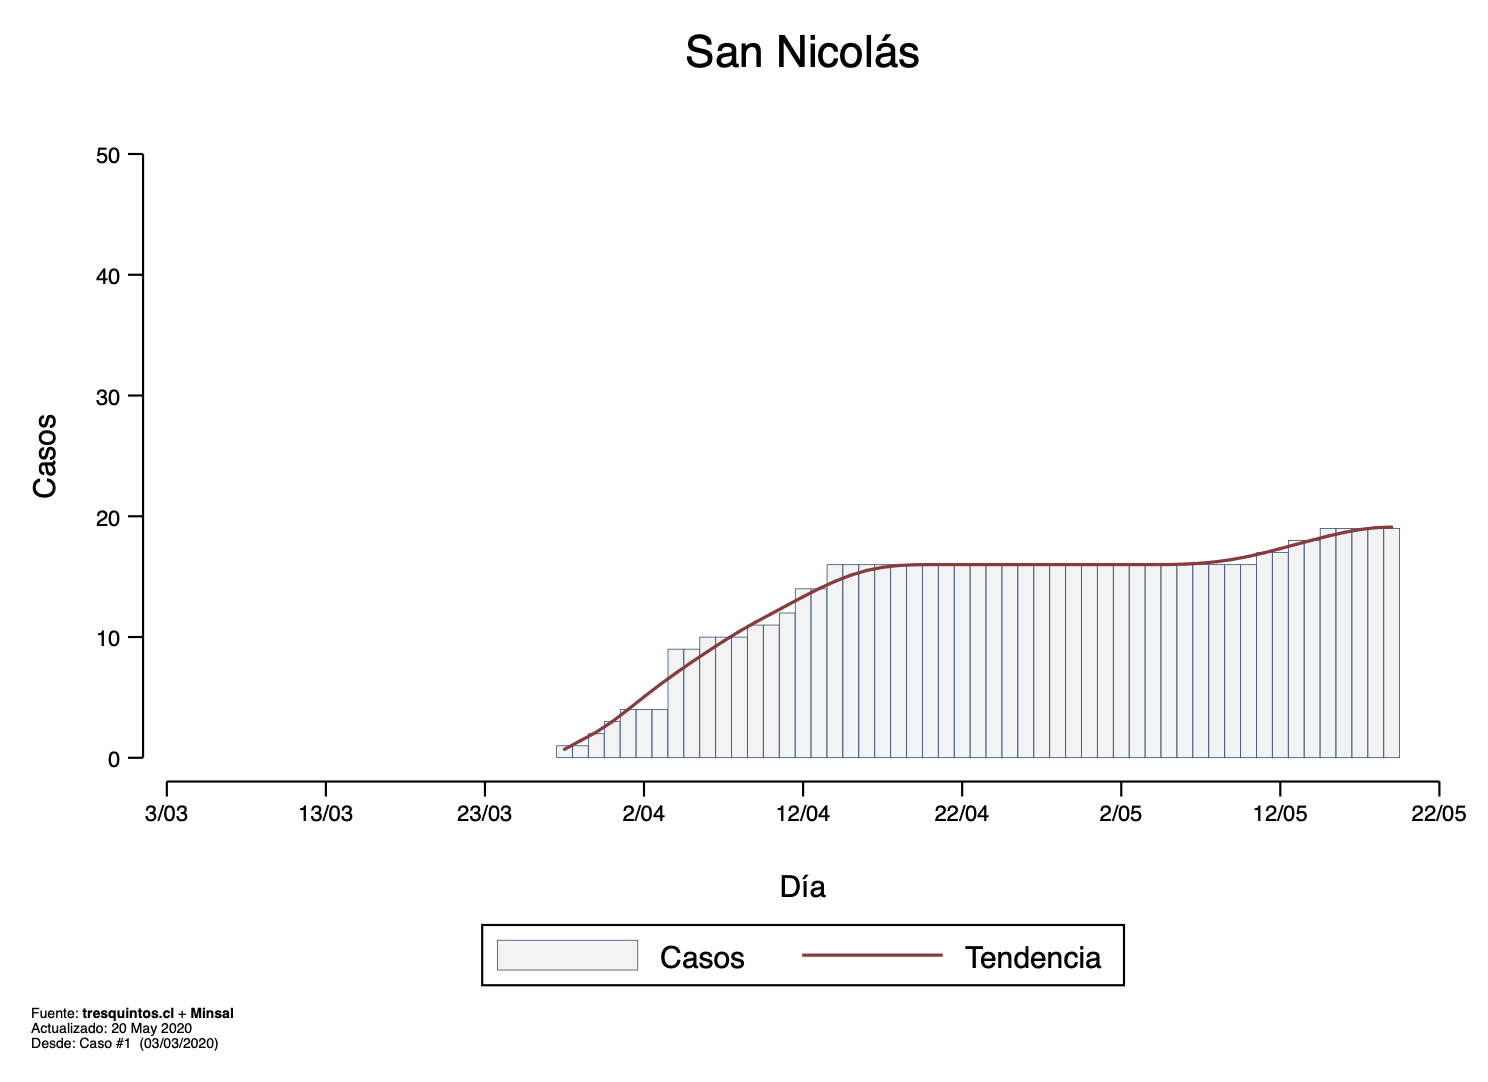 San Nicolás
50
40
30
20
10
0
Casos
3/03 13/03 23/03 2/04 12/04 22/04 2/05 12/05 22/05
Día
Casos Tendencia
Fuente: tresquintos.cl + Minsal
Actualizado: 20 May 2020
Desde: Caso #1 (03/03/2020)